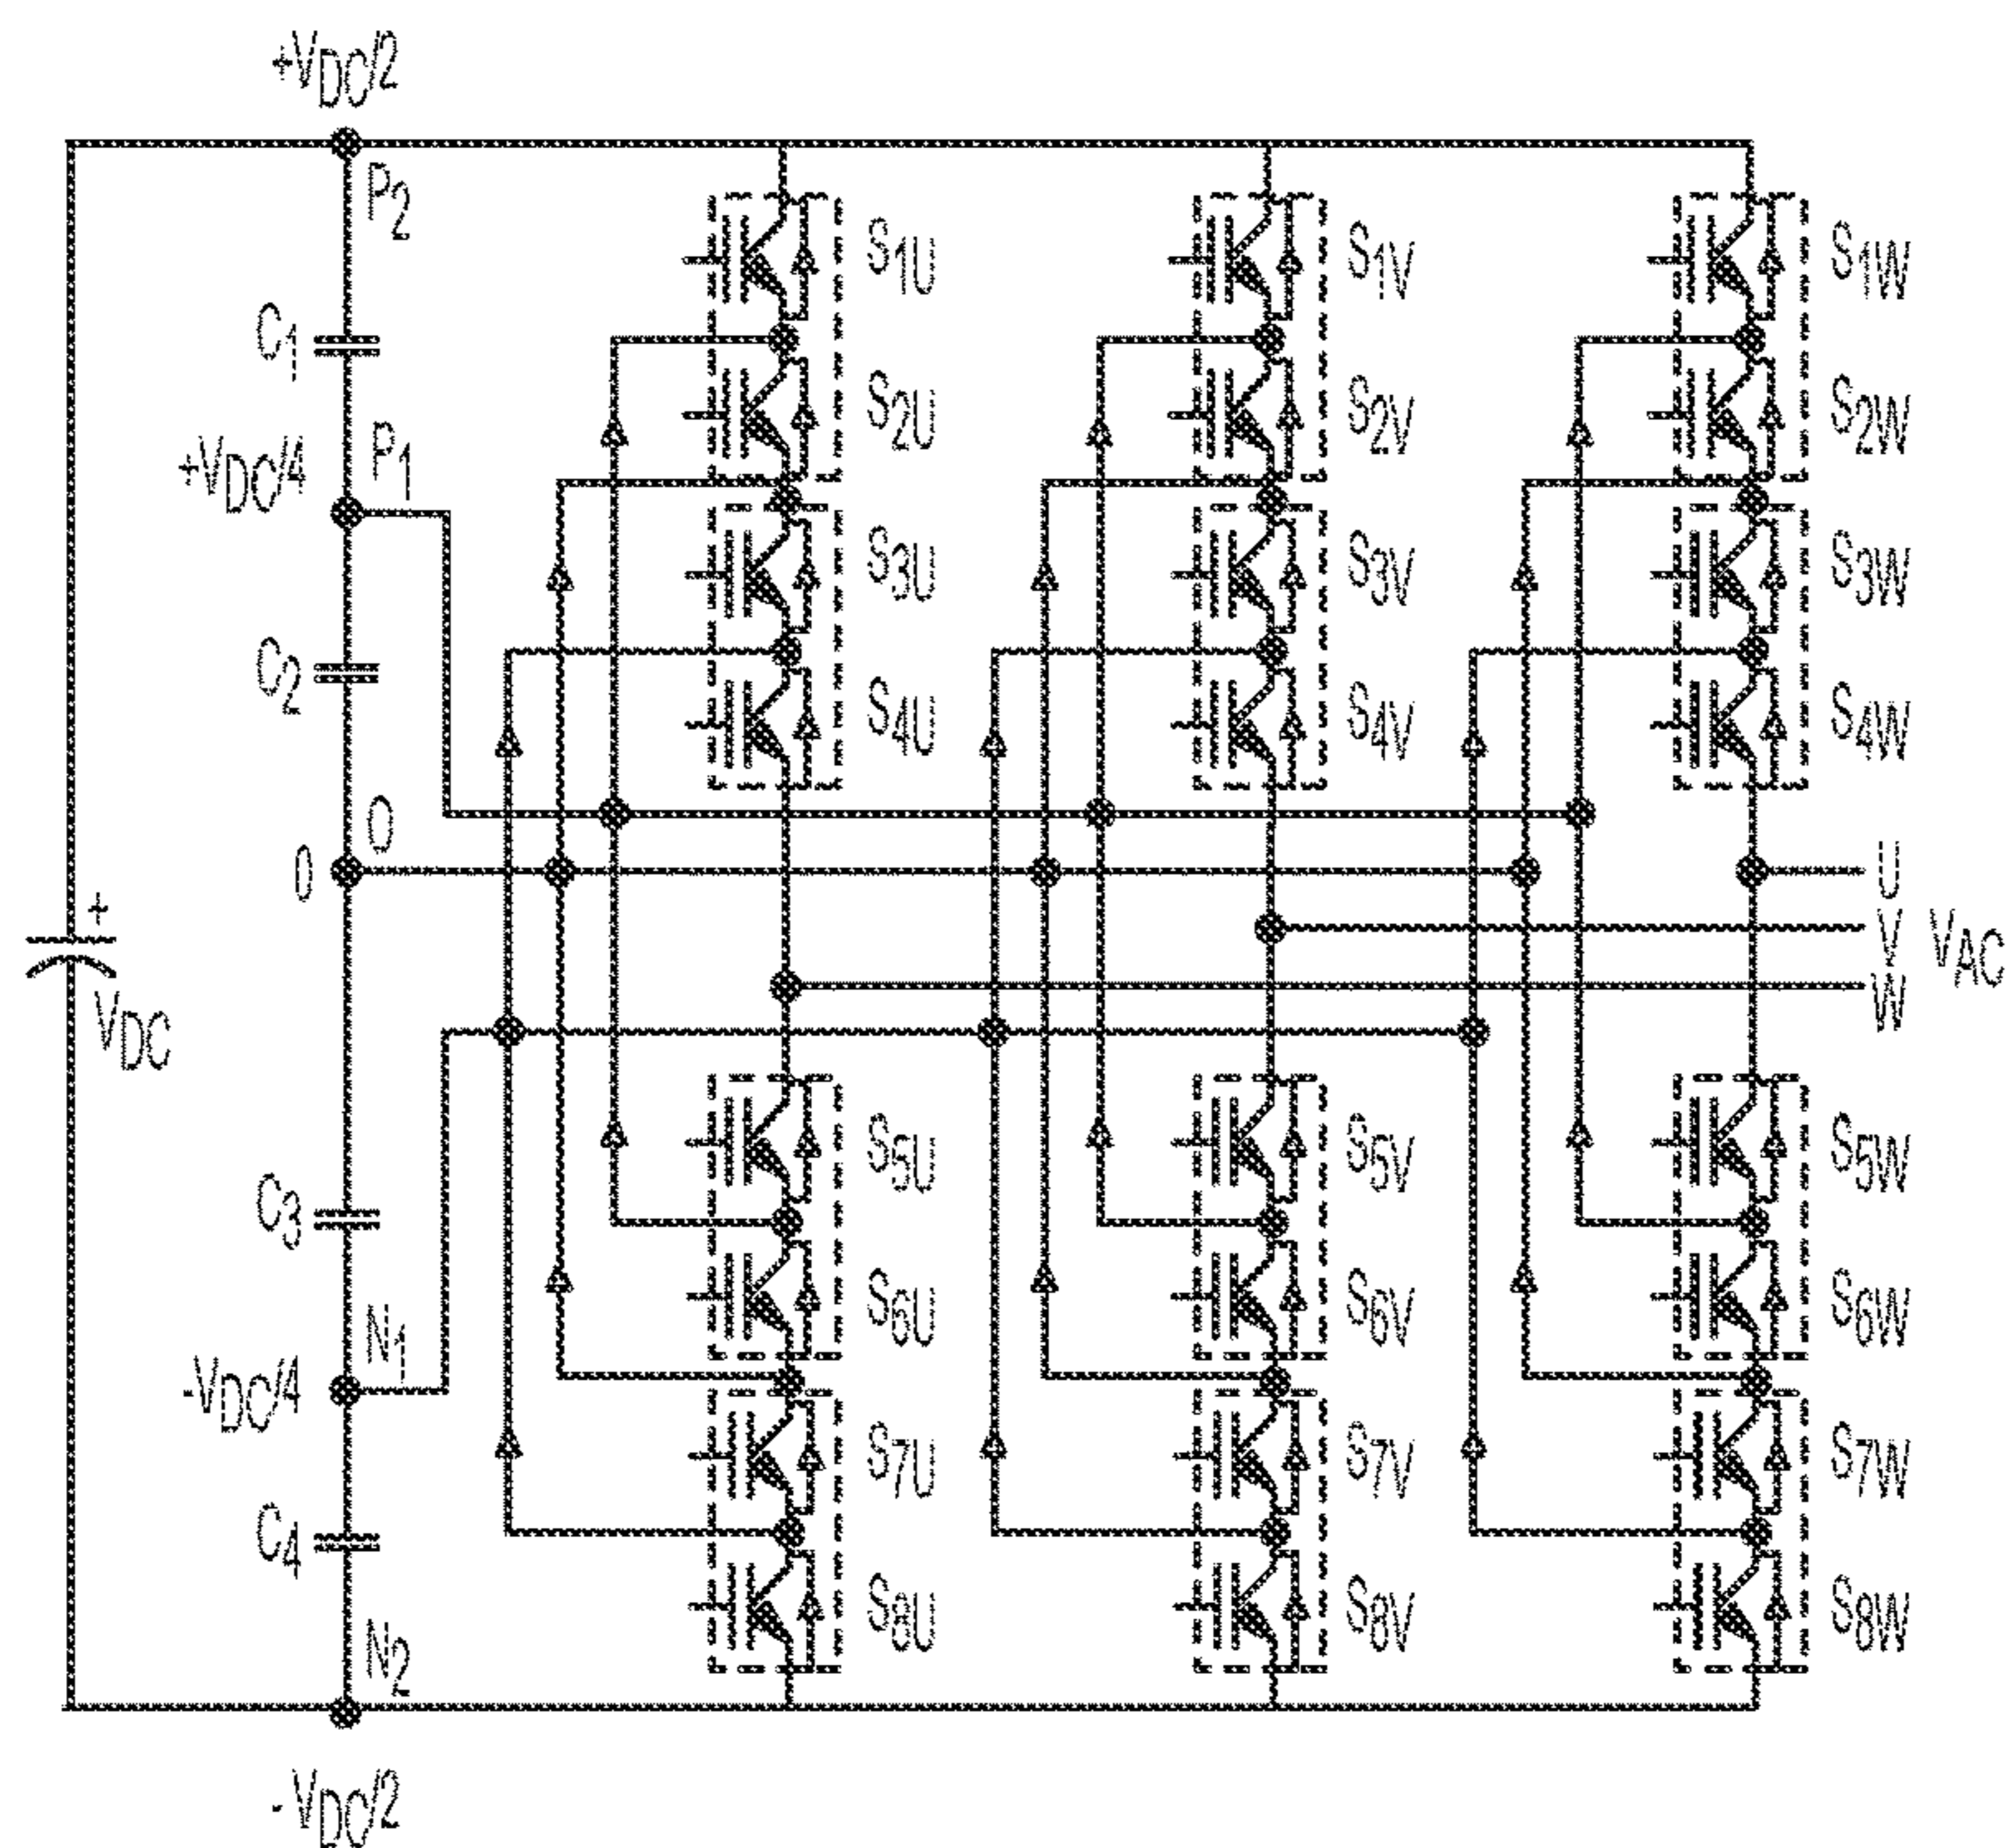 +VDC/2
P2
S1U S1V S1W
C1
S2U S2V S2W
+VDC/4 P1
S3U S3V S3W
C2
S4U S4V S4W
O
0
U
+
V VAC
W
VDC
S5U S5V S5W
C3
S6U S6V S6W
N1
-VDC/4
S7U S7V S7W
C4
S8U S8V S8W
N2
-VDC/2